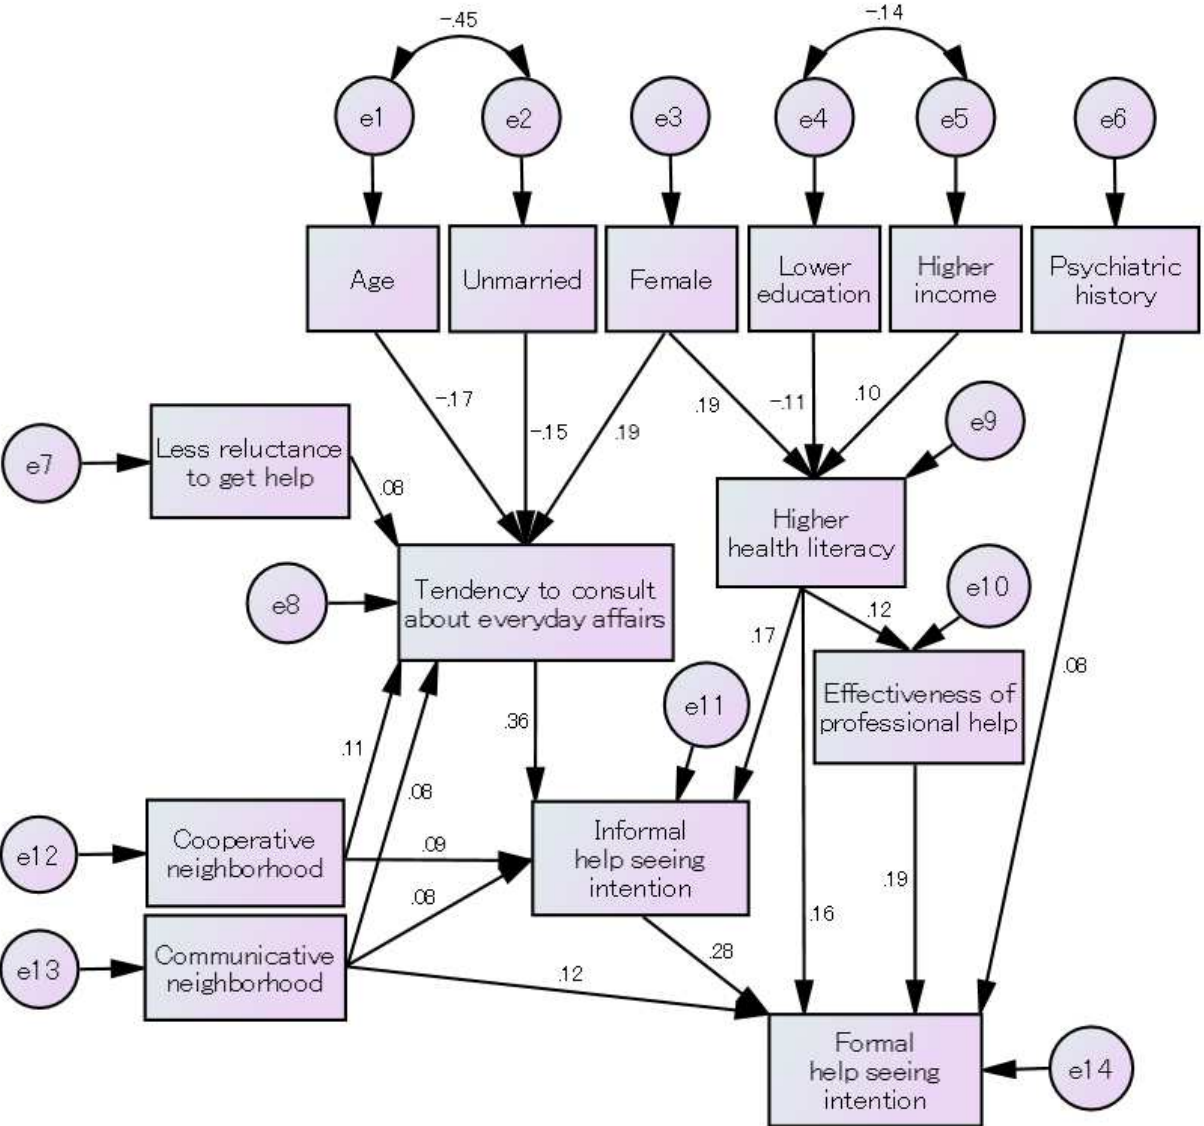 -.45
-.14
e1
e2
e3
e4
e5
e6
Age
Unmarried
Female
Lower
education
Higher
income
Psychiatric
history
-.17
-.15
.19
.19
-.11
.10
e9
e7
Less reluctance
to get help
.08
Higher
health literacy
e8
Tendency to consult
about everyday affairs
e10
.12
.17
.08
e11
Effectiveness of
professional help
.36
.11
.08
e12
Cooperative
neighborhood
.09
Informal
help seeing
intention
.08
.19
.16
e13
Communicative
neighborhood
.28
.12
Formal
help seeing
intention
e14